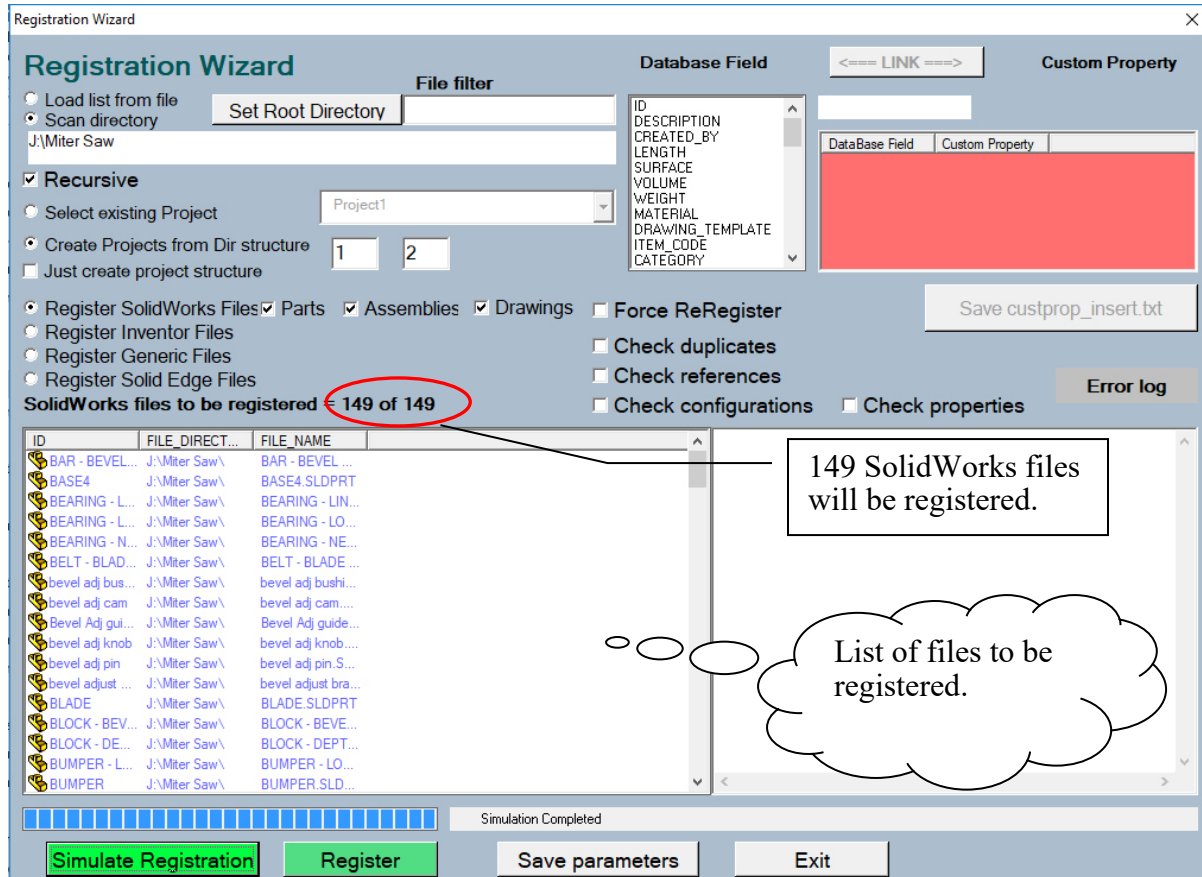 Registration Wizard
Registration Wizard
Database Field
<=== LINK ===>
Custom Property
File filter
Load list from file
Scan directory
Set Root Directory
J:\Miter Saw
Recursive
Select existing Project
Project1
Create Projects from Dir structure
1
2
Just create project structure
ID
DESCRIPTION
CREATED_BY
LENGTH
SURFACE
VOLUME
WEIGHT
MATERIAL
DRAWING_TEMPLATE
ITEM_CODE
CATEGORY
DataBase Field Custom Property
Register SolidWorks Files Parts Assemblies Drawings
Register Inventor Files
Register Generic Files
Register Solid Edge Files
SolidWorks files to be registered = 149 of 149
Force ReRegister
Check duplicates
Check references
Check configurations Check properties
Save custprop_insert.txt
Error log
ID FILE_DIRECT... FILE_NAME
BAR - BEVEL... J:\Miter Saw\ BAR - BEVEL ...
BASE4 J:\Miter Saw\ BASE4.SLDPRT
BEARING - L... J:\Miter Saw\ BEARING - LIN...
BEARING - L... J:\Miter Saw\ BEARING - LO...
BEARING - N... J:\Miter Saw\ BEARING - NE...
BELT - BLAD... J:\Miter Saw\ BELT - BLADE ...
bevel adj bus... J:\Miter Saw\ bevel adj bushi...
bevel adj cam J:\Miter Saw\ bevel adj cam....
Bevel Adj gui... J:\Miter Saw\ Bevel Adj guide...
bevel adj knob J:\Miter Saw\ bevel adj knob....
bevel adj pin J:\Miter Saw\ bevel adj pin.S...
bevel adjust ... J:\Miter Saw\ bevel adjust bra...
BLADE J:\Miter Saw\ BLADE.SLDPRT
BLOCK - BEV... J:\Miter Saw\ BLOCK - BEVE...
BLOCK - DE... J:\Miter Saw\ BLOCK - DEPT...
BUMPER - L... J:\Miter Saw\ BUMPER - LO...
BUMPER J:\Miter Saw\ BUMPER.SLD...
149 SolidWorks files
will be registered.
List of files to be
registered.
Simulation Completed
Simulate Registration
Register
Save parameters
Exit